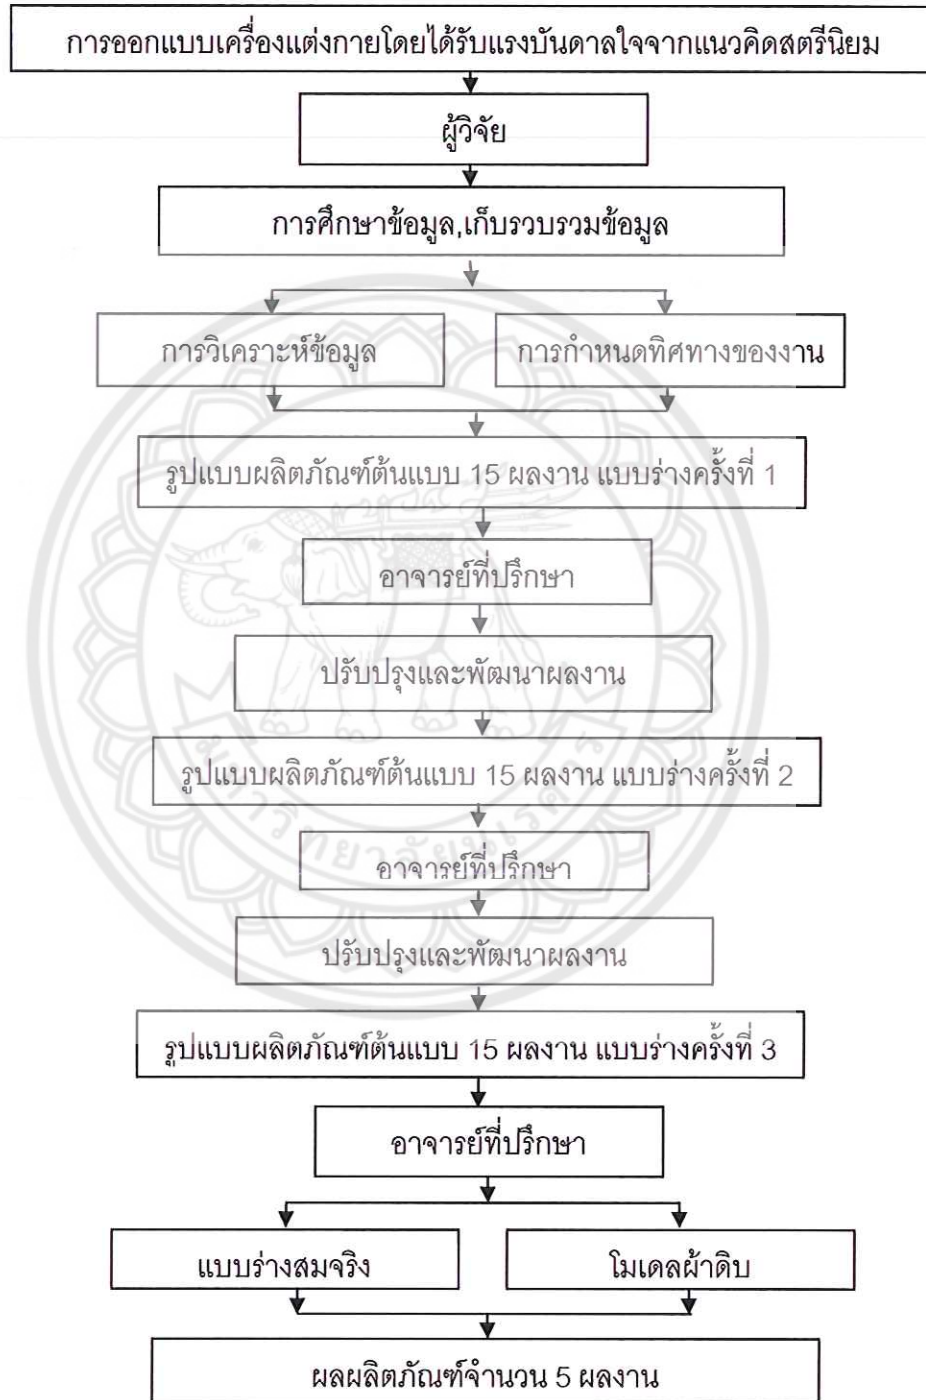 การออกแบบเครื่องแต่งกายโดยได้รับแรงบันดาลใจจากแนวคิดสตรีนิยม
ผู้วิจัย
การศึกษาข้อมูล,เก็บรวบรวมข้อมูล
การวิเคราะห์ข้อมูล
การกำหนดทิศทางของงาน
รูปแบบผลิตภัณฑ์ต้นแบบ 15 ผลงาน แบบร่างครั้งที่ 1
อาจารย์ที่ปรึกษา
ปรับปรุงและพัฒนาผลงาน
รูปแบบผลิตภัณฑ์ต้นแบบ 15 ผลงาน แบบร่างครั้งที่ 2
อาจารย์ที่ปรึกษา
ปรับปรุงและพัฒนาผลงาน
รูปแบบผลิตภัณฑ์ต้นแบบ 15 ผลงาน แบบร่างครั้งที่ 3
อาจารย์ที่ปรึกษา
แบบร่างสมจริง
โมเดลผ้าดิบ
ผลผลิตภัณฑ์จำนวน 5 ผลงาน
มหาวิทยาลัยนเรศวร